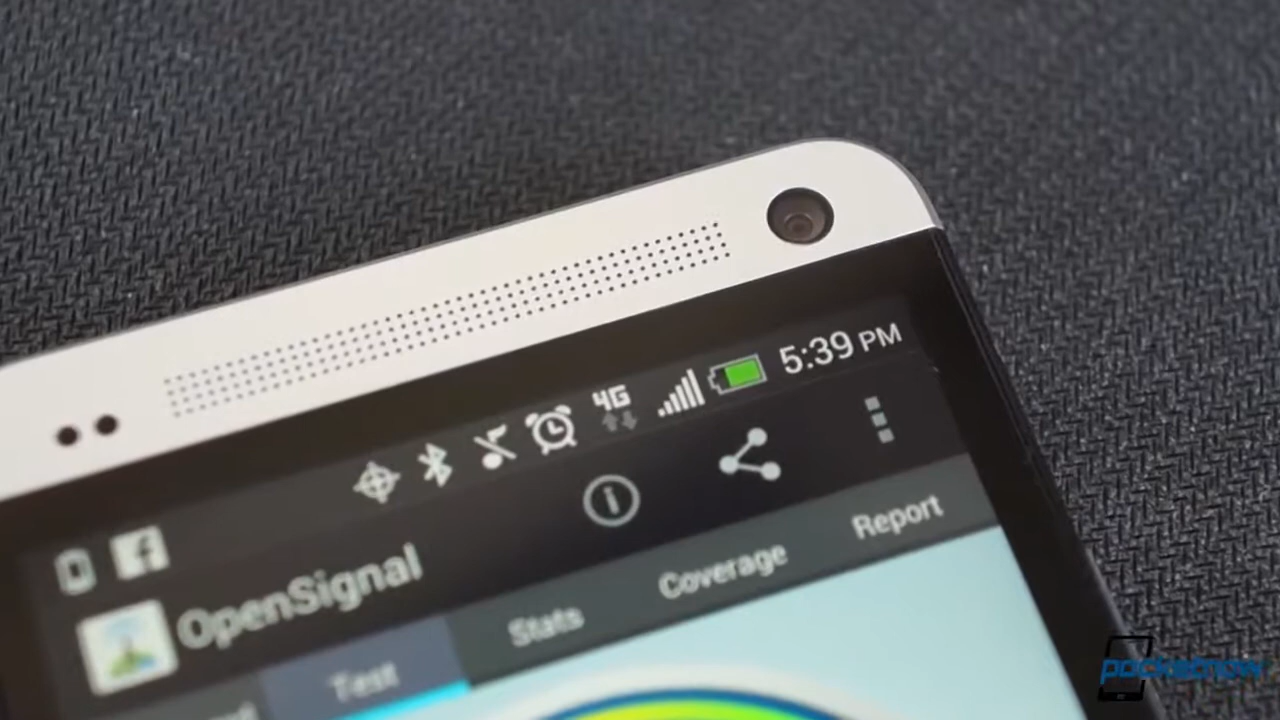 5:39 PM
4G
f
OpenSignal
Test Stats Coverage Report
pocketnow